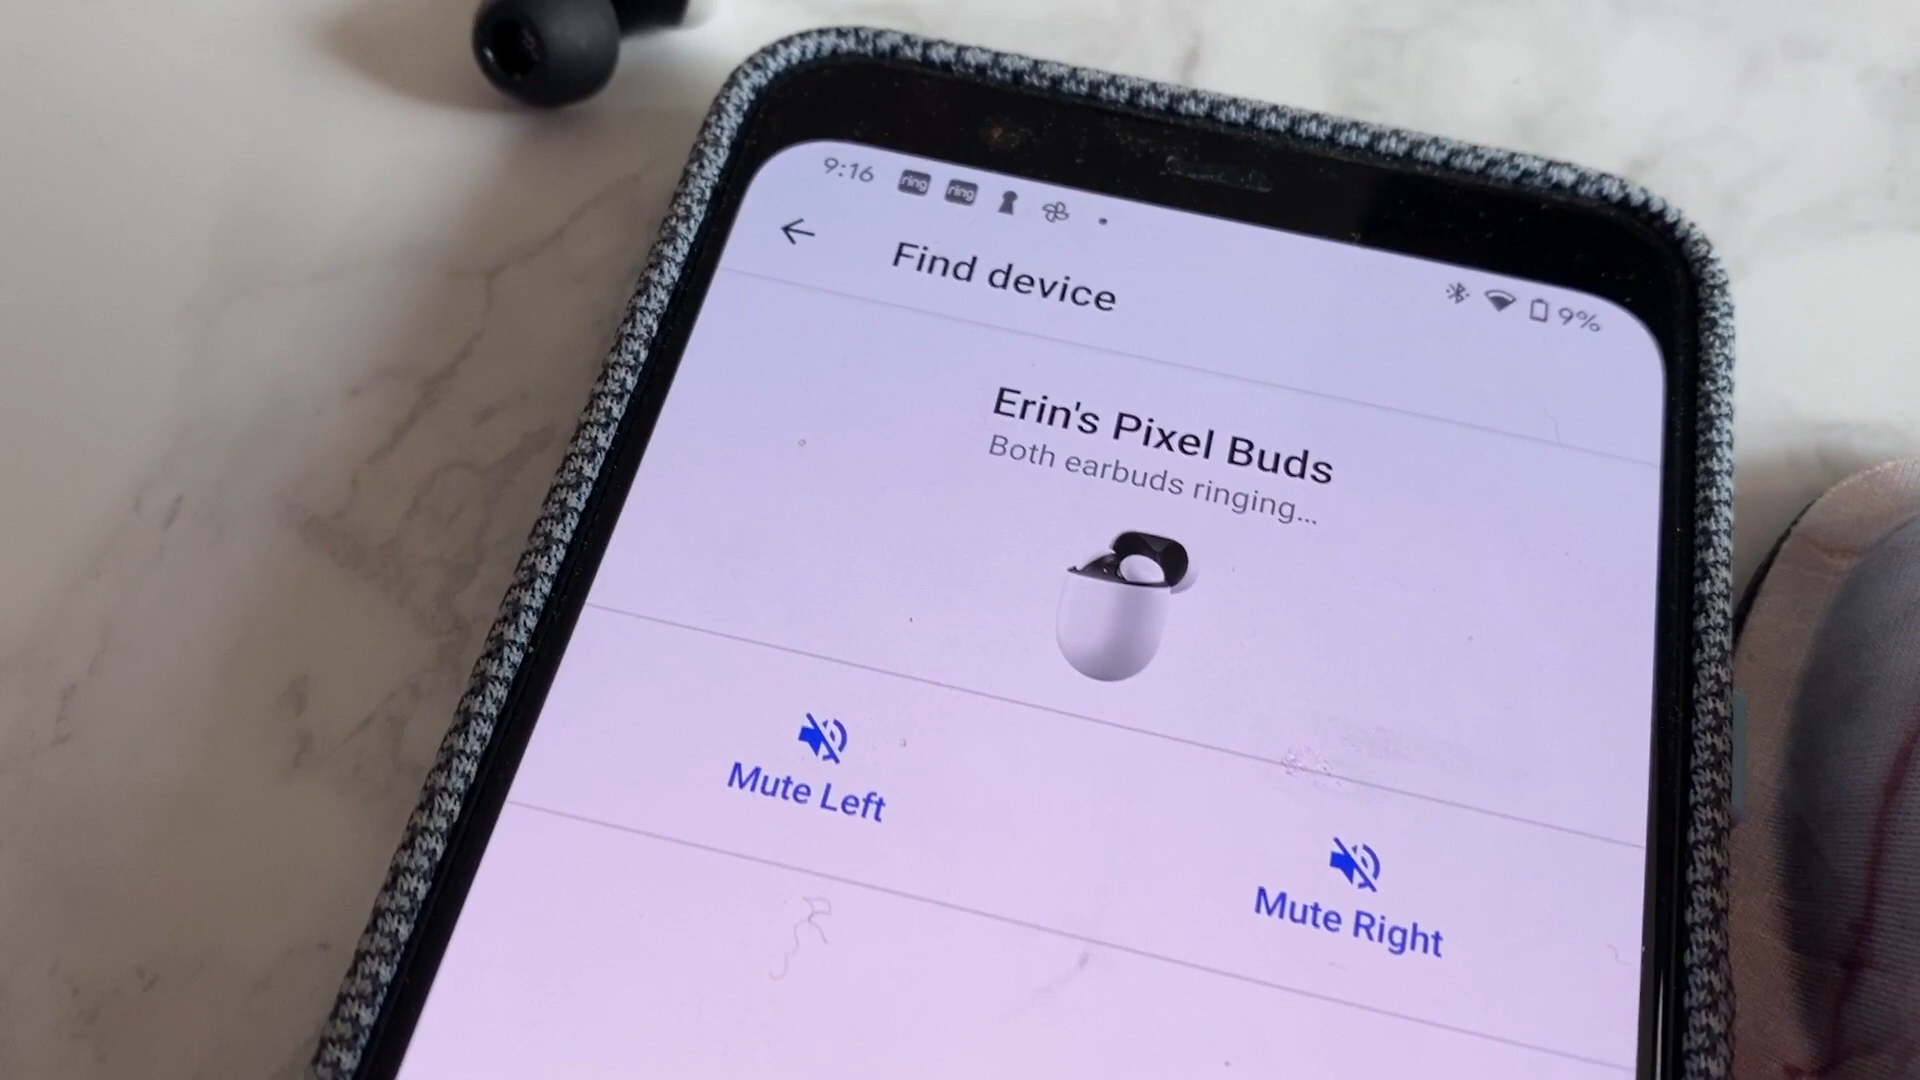 9:16 ring ring
9%
Find device
Erin's Pixel Buds
Both earbuds ringing...
Mute Left
Mute Right